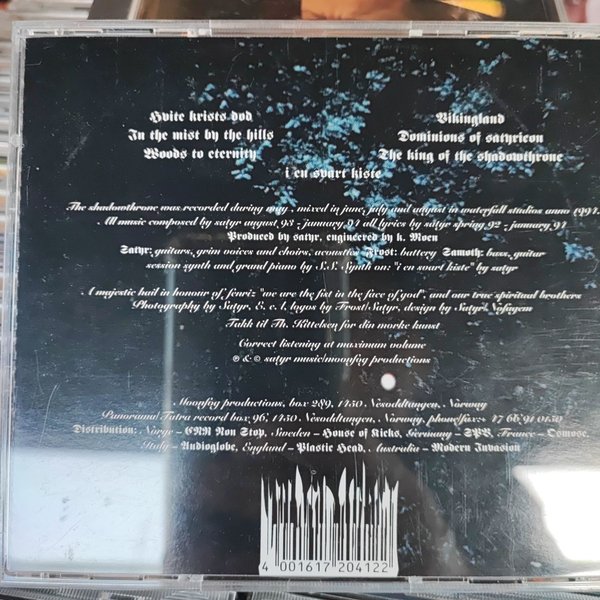 Hvite krists død
In the mist by the hills
Woods to eternity
Vikingland
Dominions of satyricon
The king of the shadowthrone
i en svart kiste
The shadowthrone was recorded during may, mixed in june, july and august in waterfall studios anno 1994.
All music composed by satyr august 93 - january 94 all lyrics by satyr spring 92 - january 94
Produced by satyr, engineered by k. Moen
Satyr: guitars, grim voices and choirs, acoustics Frost: battery Samoth: bass, guitar
session synth and grand piano by S.S. Synth on: "i en svart kiste" by satyr
A majestic hail in honour of fenriz "we are the fist in the face of god", and our true spiritual brothers
Photography by Satyr, E. e. l, logos by Frost/Satyr, design by Satyr/Nofagem
Takk til Th. Kittelsen for din mørke kunst
Correct listening at maximum volume
℗ & © satyr music/moonfog productions
Moonfog productions, box 289, 1450 Nesoddtangen, Norway
Panorama/Tatra record box 96, 1450 Nesoddtangen, Norway, phone/fax:+ 47 66 91 0450
Distribution: Norge - CNR Non Stop, Sweden - House of Kicks, Germany - SPV, France - Osmose,
Italy - Audioglobe, England - Plastic Head, Australia - Modern Invasion
4 001617 204122